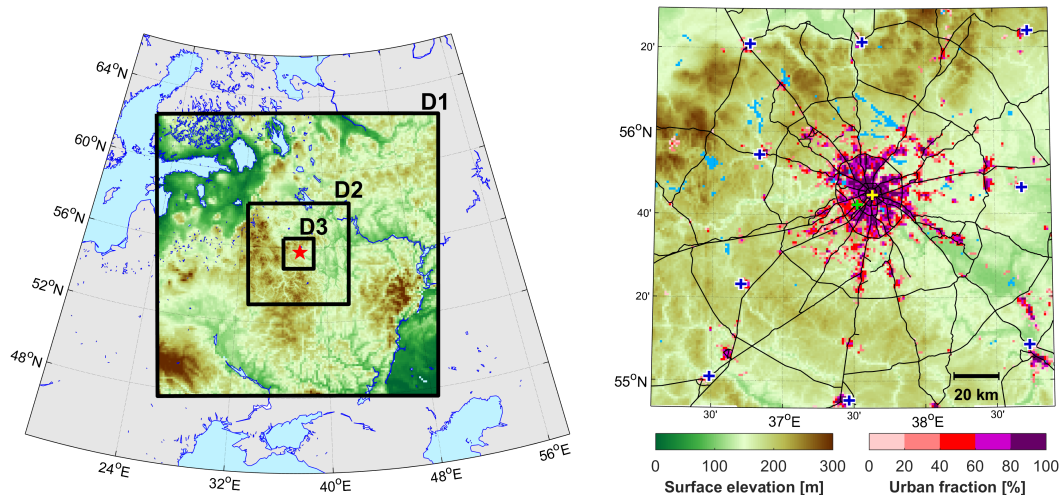 64°N
60°N
56°N
52°N
48°N
24°E
32°E
40°E
48°E
56°E
D1
D2
D3
20'
56°N
40'
20'
55°N
30'
37°E
30'
38°E
30'
20 km
0 100 200 300
Surface elevation [m]
0 20 40 60 80 100
Urban fraction [%]